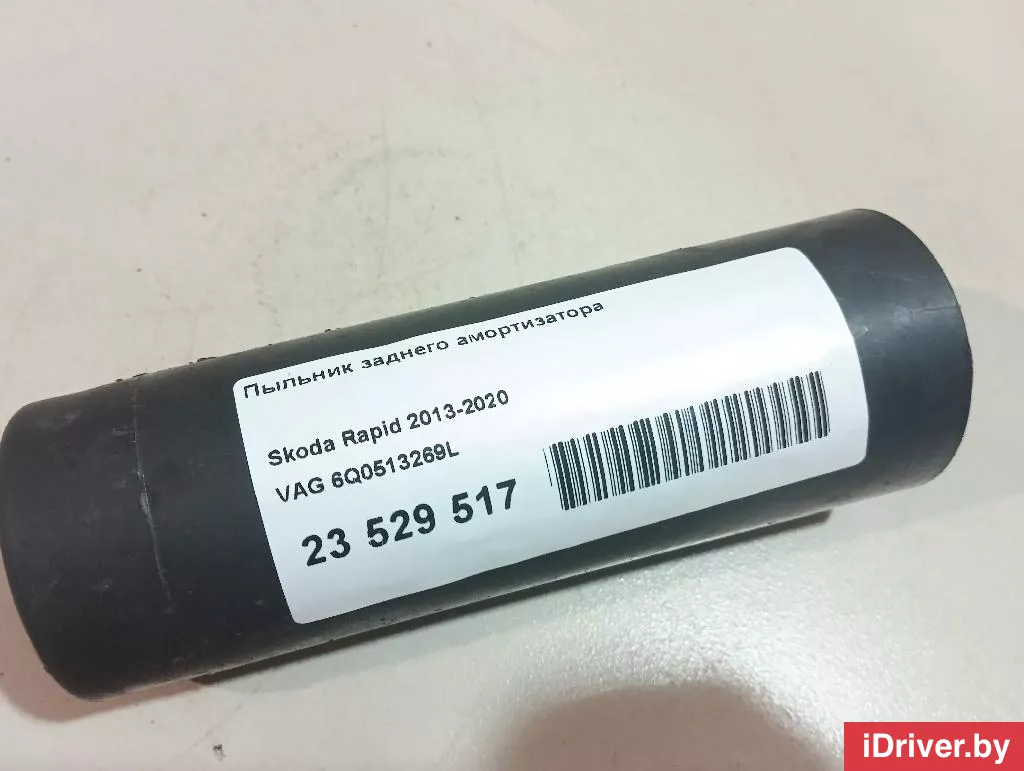 Пыльник заднего амортизатора
Skoda Rapid 2013-2020
VAG 6Q0513269L
23 529 517
iDriver.by